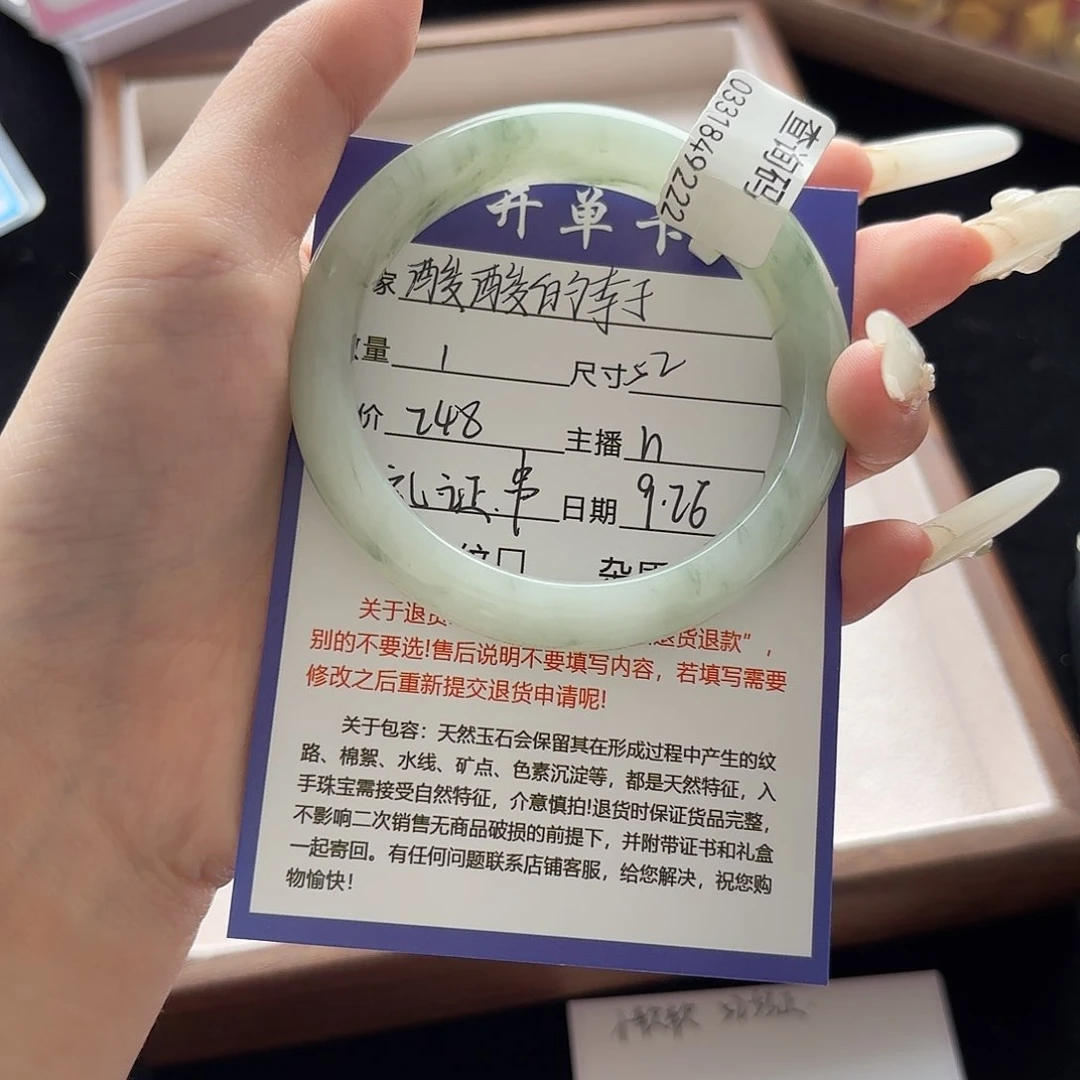 查询码
0331849222
开单卡
家 酸酸的李子
数量 1 尺寸 52
价 248 主播 h
礼证.串 日期 9.26
纹 杂质
关于退货 退货退款”，
别的不要选!售后说明不要填写内容，若填写需要
修改之后重新提交退货申请呢!
关于包容：天然玉石会保留其在形成过程中产生的纹
路、棉絮、水线、矿点、色素沉淀等，都是天然特征，入
手珠宝需接受自然特征，介意慎拍!退货时保证货品完整，
不影响二次销售无商品破损的前提下，并附带证书和礼盒
一起寄回。有任何问题联系店铺客服，给您解决，祝您购
物愉快！